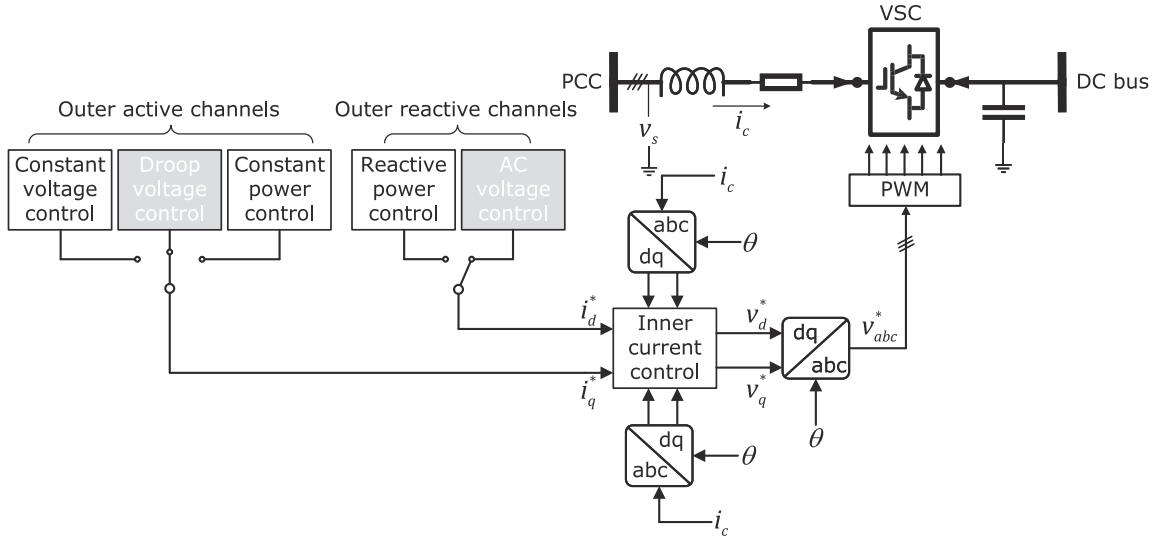 VSC
PCC
DC bus
v_s
i_c
Outer active channels
Outer reactive channels
Constant
voltage
control
Droop
voltage
control
Constant
power
control
Reactive
power
control
AC
voltage
control
PWM
i_c
abc
dq
θ
i_d^*
i_q^*
Inner
current
control
v_d^*
v_q^*
dq
abc
v_abc^*
θ
dq
abc
θ
i_c